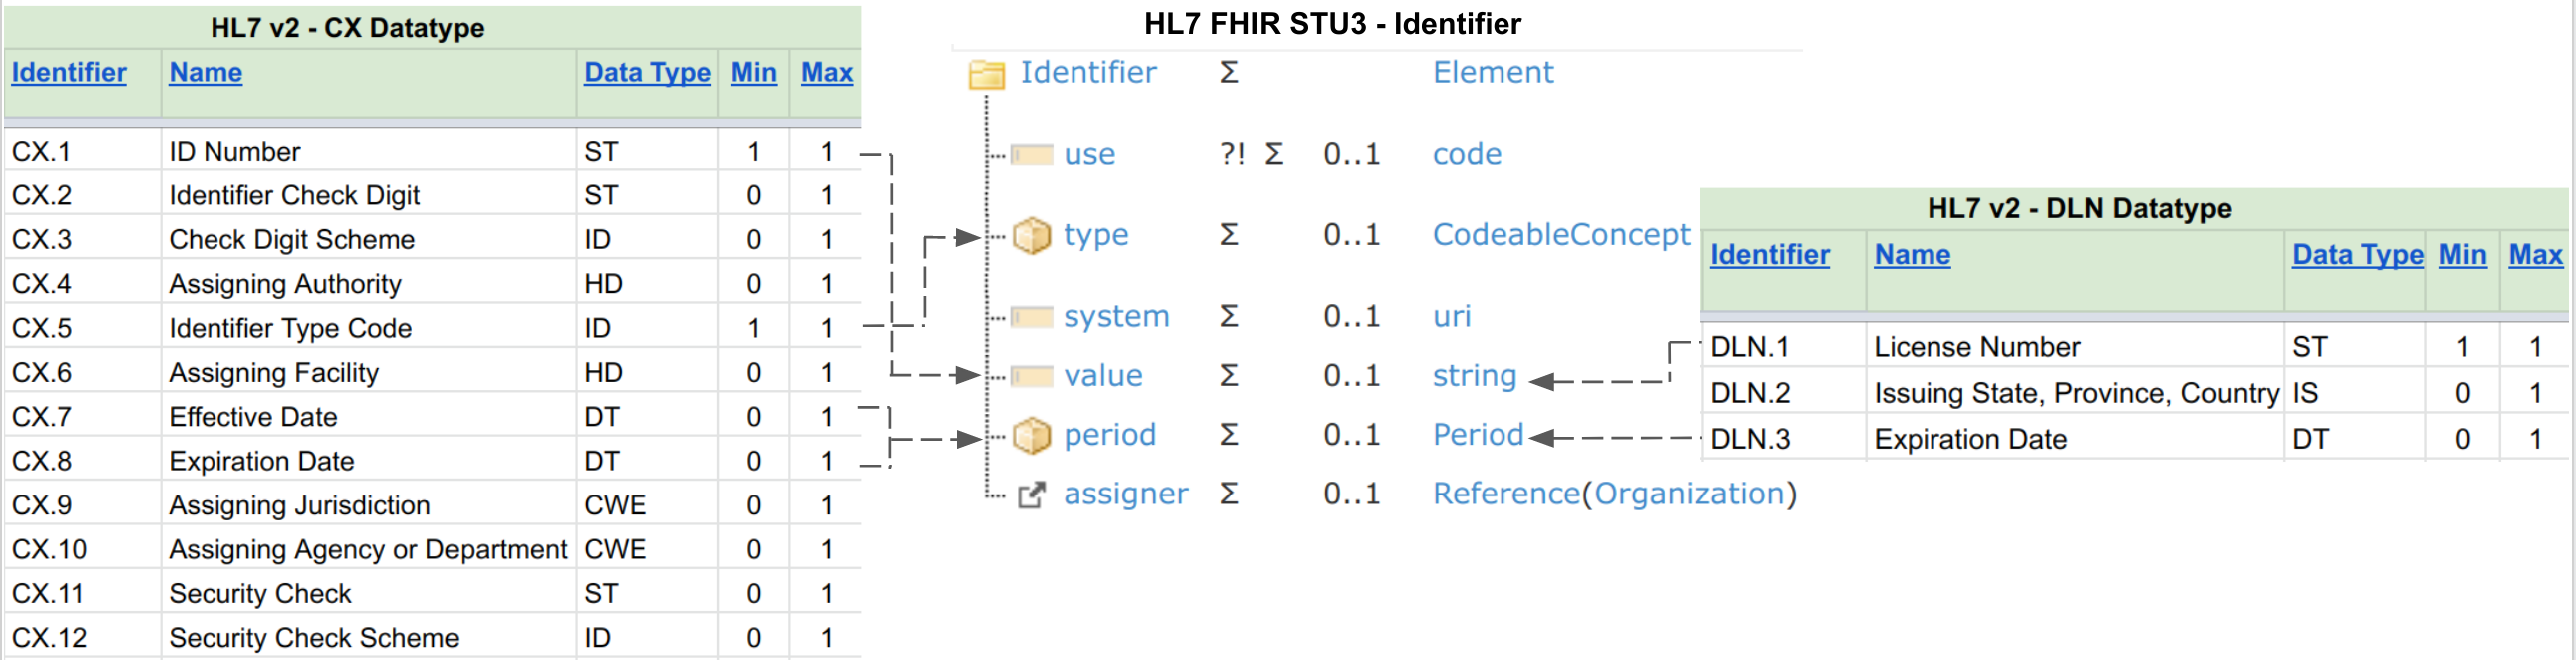 HL7 v2 - CX Datatype
Identifier Name Data Type Min Max
CX.1 ID Number ST 1 1
CX.2 Identifier Check Digit ST 0 1
CX.3 Check Digit Scheme ID 0 1
CX.4 Assigning Authority HD 0 1
CX.5 Identifier Type Code ID 1 1
CX.6 Assigning Facility HD 0 1
CX.7 Effective Date DT 0 1
CX.8 Expiration Date DT 0 1
CX.9 Assigning Jurisdiction CWE 0 1
CX.10 Assigning Agency or Department CWE 0 1
CX.11 Security Check ST 0 1
CX.12 Security Check Scheme ID 0 1
HL7 FHIR STU3 - Identifier
Identifier Σ Element
use ?! Σ 0..1 code
type Σ 0..1 CodeableConcept
system Σ 0..1 uri
value Σ 0..1 string
period Σ 0..1 Period
assigner Σ 0..1 Reference(Organization)
HL7 v2 - DLN Datatype
Identifier Name Data Type Min Max
DLN.1 License Number ST 1 1
DLN.2 Issuing State, Province, Country IS 0 1
DLN.3 Expiration Date DT 0 1